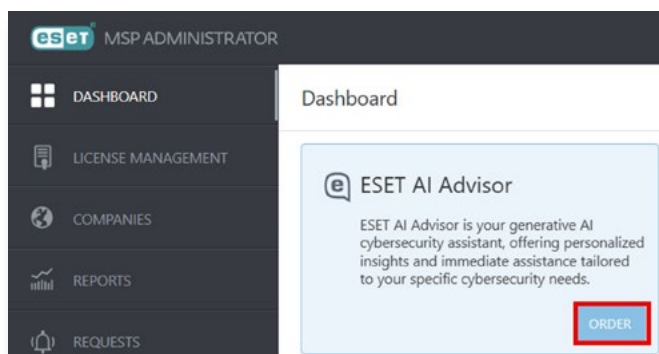 eset MSP ADMINISTRATOR
DASHBOARD
LICENSE MANAGEMENT
COMPANIES
REPORTS
REQUESTS
Dashboard
e ESET AI Advisor
ESET AI Advisor is your generative AI
cybersecurity assistant, offering personalized
insights and immediate assistance tailored
to your specific cybersecurity needs.
ORDER